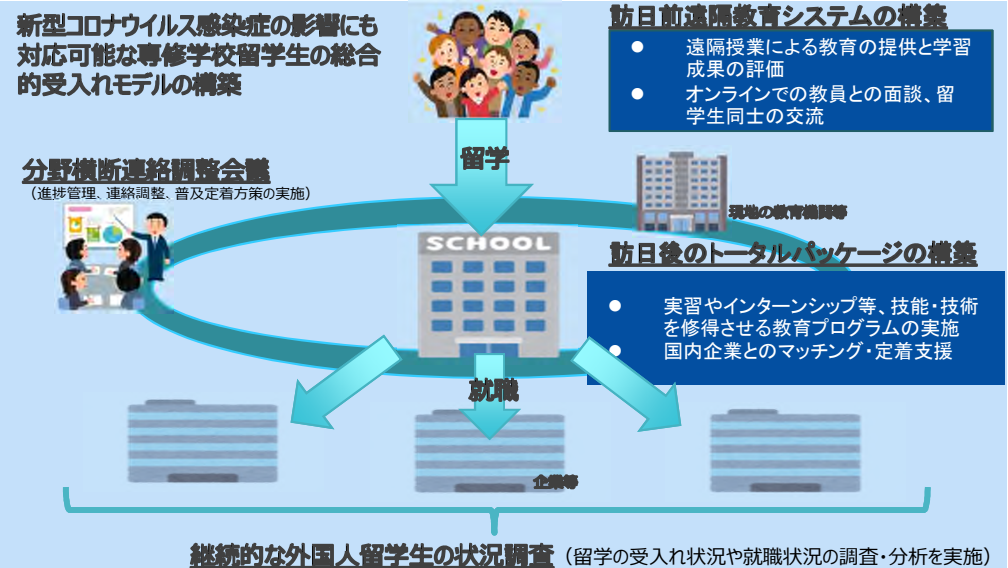 新型コロナウイルス感染症の影響にも
対応可能な専修学校留学生の総合
的受入れモデルの構築
訪日前遠隔教育システムの構築
● 遠隔授業による教育の提供と学習
成果の評価
● オンラインでの教員との面談、留
学生同士の交流
留学
分野横断連絡調整会議
（進捗管理、連絡調整、普及定着方策の実施）
現地の教育機関等
SCHOOL
訪日後のトータルパッケージの構築
● 実習やインターンシップ等、技能・技術
を修得させる教育プログラムの実施
● 国内企業とのマッチング・定着支援
就職
企業等
継続的な外国人留学生の状況調査（留学の受入れ状況や就職状況の調査・分析を実施）